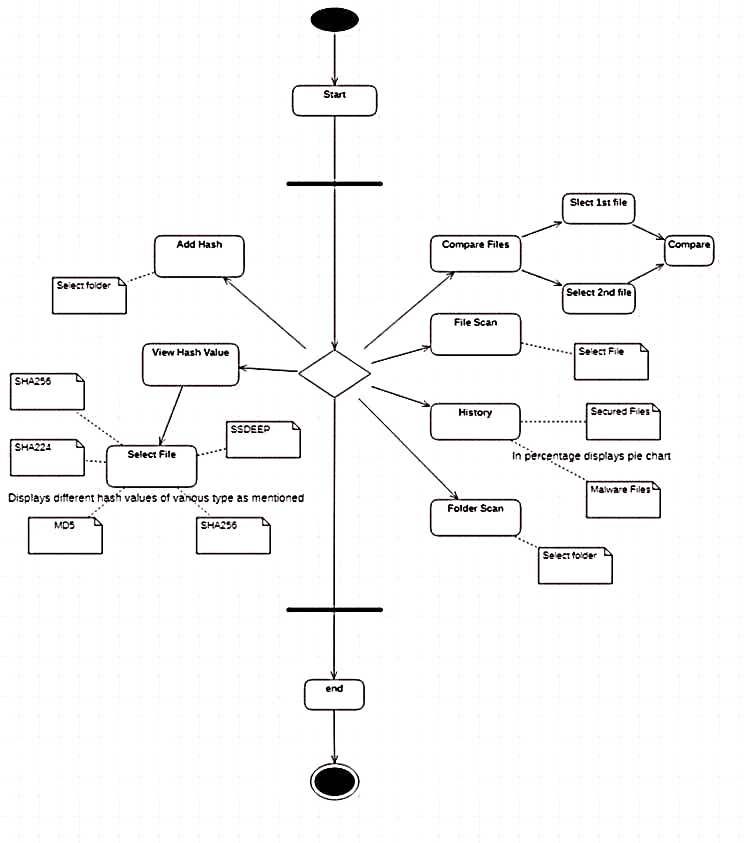 Start
Slect 1st file
Add Hash
Compare Files
Compare
Select folder
Select 2nd file
File Scan
View Hash Value
Select File
SHA256
History
Secured Files
SSDEEP
SHA224
Select File
In percentage displays pie chart
Malware Files
Displays different hash values of various type as mentioned
Folder Scan
MD5
SHA256
Select folder
end